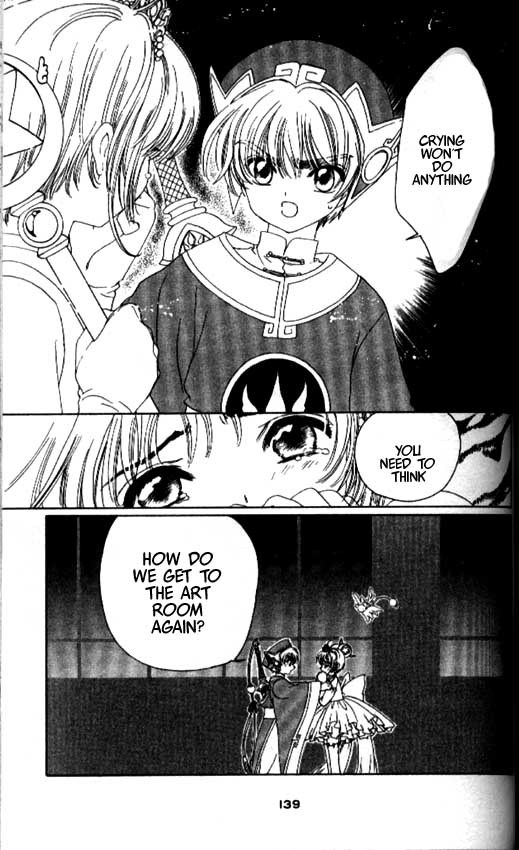 CRYING
WON'T
DO
ANYTHING
YOU
NEED TO
THINK
HOW DO
WE GET TO
THE ART
ROOM
AGAIN?
139